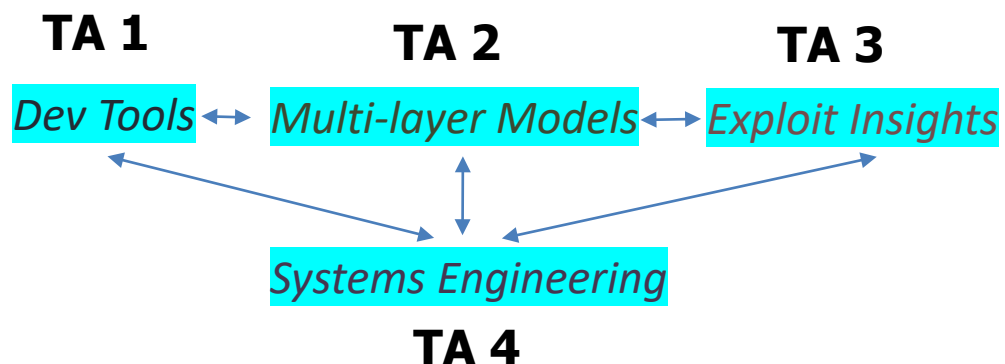 TA 1
TA 2
TA 3
Dev Tools
Multi-layer Models
Exploit Insights
Systems Engineering
TA 4